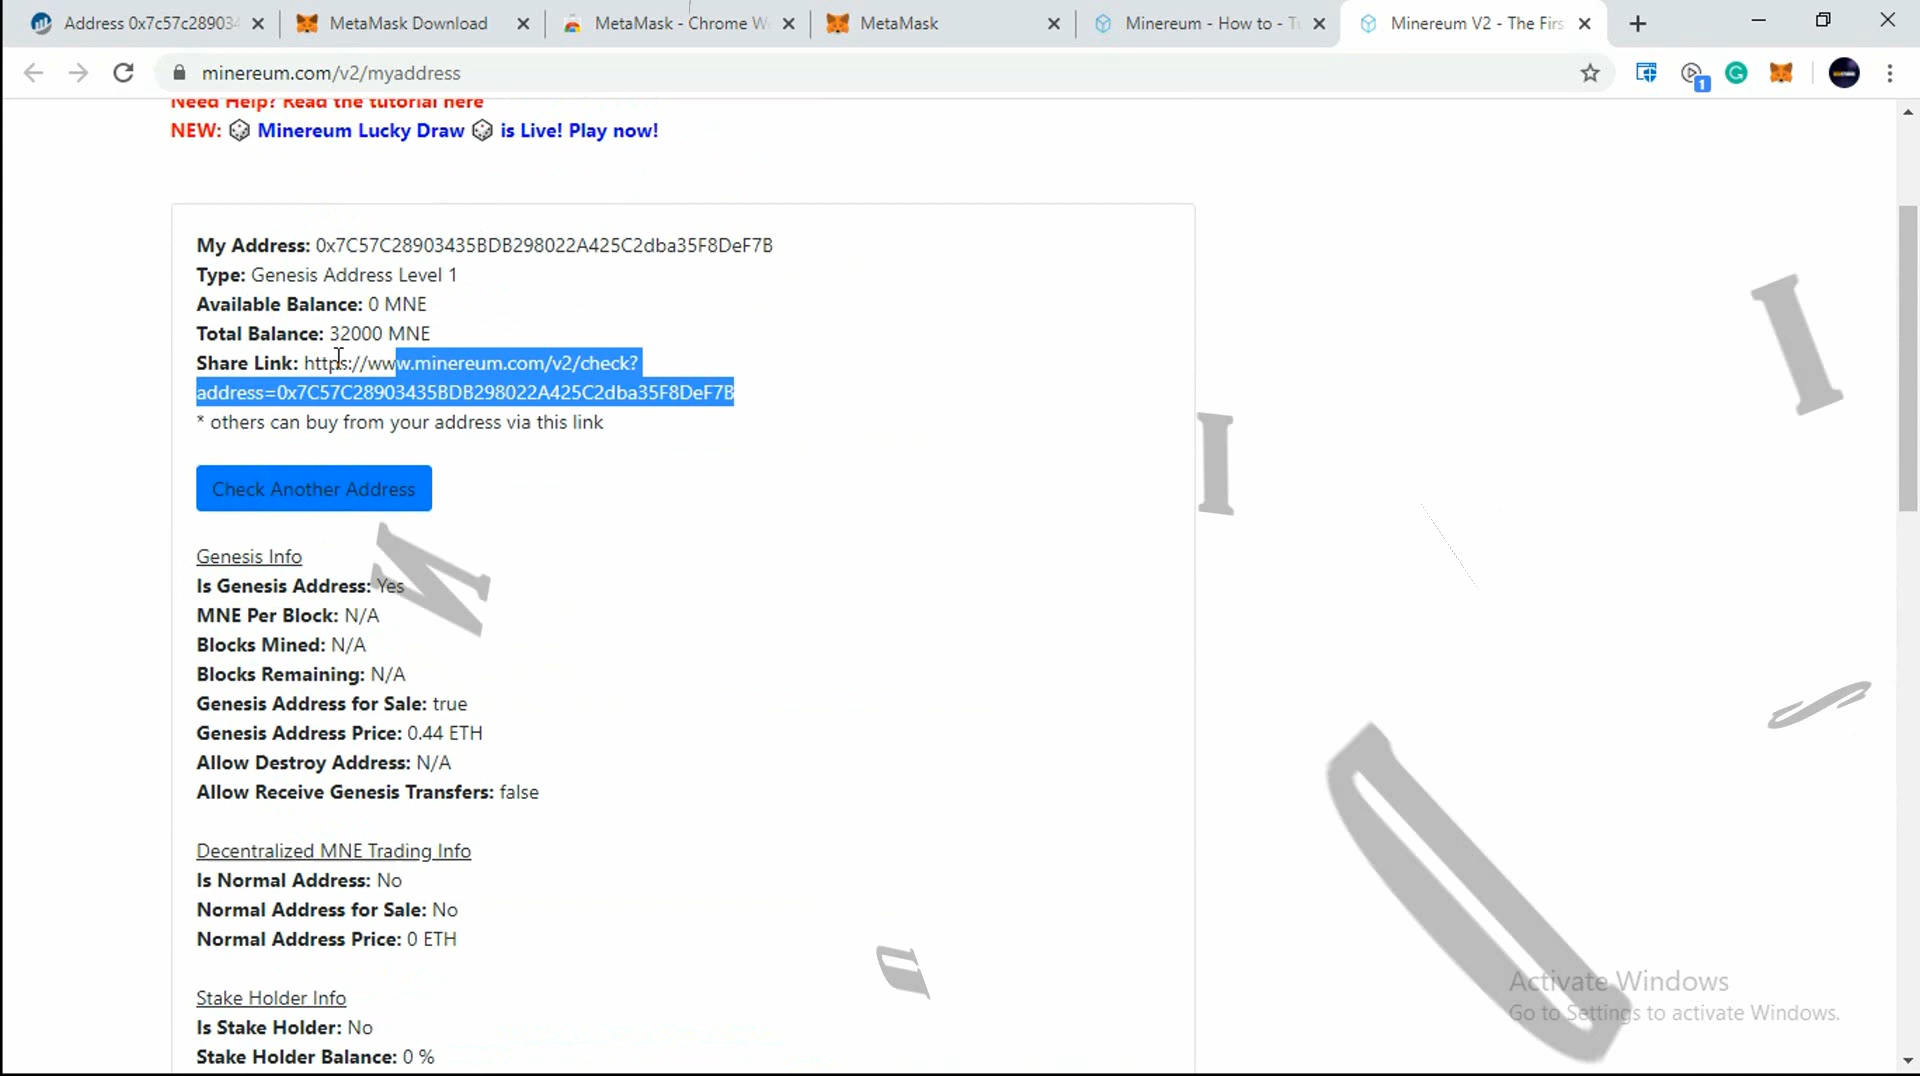 Address 0x7c57c28903
MetaMask Download
MetaMask - Chrome W
MetaMask
Minereum - How to - T
Minereum V2 - The Firs
minereum.com/v2/myaddress
1
Need Help? Read the tutorial here
NEW: Minereum Lucky Draw is Live! Play now!
My Address: 0x7C57C28903435BDB298022A425C2dba35F8DeF7B
Type: Genesis Address Level 1
Available Balance: 0 MNE
Total Balance: 32000 MNE
Share Link: https://www.minereum.com/v2/check?
address=0x7C57C28903435BDB298022A425C2dba35F8DeF7B
* others can buy from your address via this link
Check Another Address
Genesis Info
Is Genesis Address: Yes
MNE Per Block: N/A
Blocks Mined: N/A
Blocks Remaining: N/A
Genesis Address for Sale: true
Genesis Address Price: 0.44 ETH
Allow Destroy Address: N/A
Allow Receive Genesis Transfers: false
Decentralized MNE Trading Info
Is Normal Address: No
Normal Address for Sale: No
Normal Address Price: 0 ETH
Stake Holder Info
Is Stake Holder: No
Stake Holder Balance: 0 %
Activate Windows
Go to Settings to activate Windows.